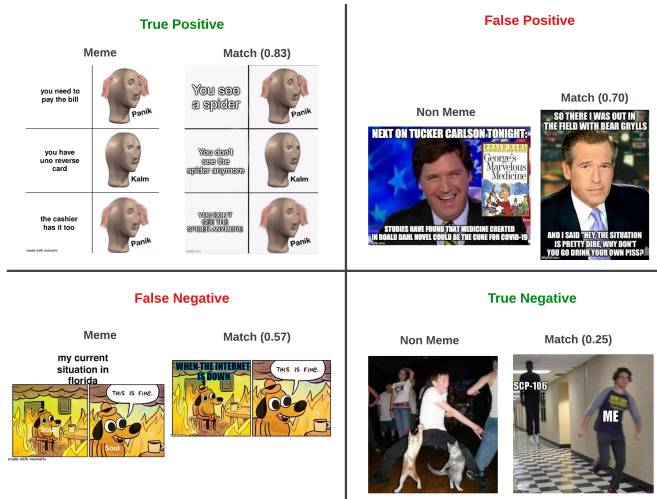 True Positive
Meme
Match (0.83)
you need to
pay the bill
Panik
you have
uno reverse
card
Kalm
the cashier
has it too
Panik
made with mematic
You see
a spider
Panik
You don't
see the
spider anymore
Kalm
YOU DON'T
SEE THE
SPIDER ANYMORE
Panik
imgflip.com
False Positive
Non Meme
NEXT ON TUCKER CARLSON TONIGHT:
ROALD DAHL
George's
Marvelous
Medicine
STUDIES HAVE FOUND THAT MEDICINE CREATED
IN ROALD DAHL NOVEL COULD BE THE CURE FOR COVID-19
Match (0.70)
SO THERE I WAS OUT IN
THE FIELD WITH BEAR GRYLLS
AND I SAID "HEY, THE SITUATION
IS PRETTY DIRE, WHY DON'T
YOU GO DRINK YOUR OWN PISS?
False Negative
Meme
my current
situation in
florida
Soul
THIS IS FINE.
Soul
made with mematic
Match (0.57)
WHEN THE INTERNET
IS DOWN
THIS IS FINE.
True Negative
Non Meme
Match (0.25)
SCP-106
ME